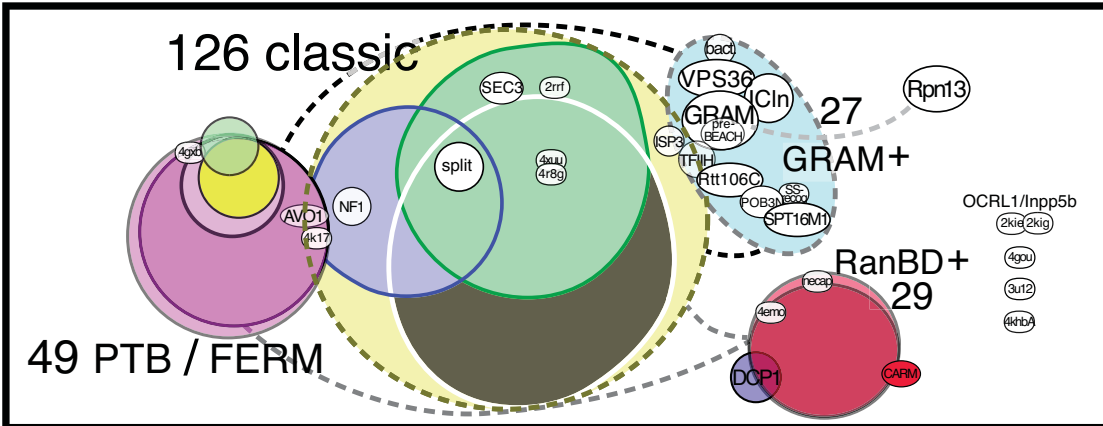 126 classic
bact.
VPS36
ICln
GRAM
pre-
BEACH
27
GRAM+
Rpn13
SEC3
2rrf
ISP3
TFIIH
Rtt106C
POB3N
SS-
recog
SPT16M1
4gxb
split
4xuu
4r8g
NF1
AVO1
4k17
OCRL1/Inpp5b
2kie 2kig
4gou
3u12
4khbA
RanBD+
29
necap
4emo
DCP1
CARM
49 PTB / FERM